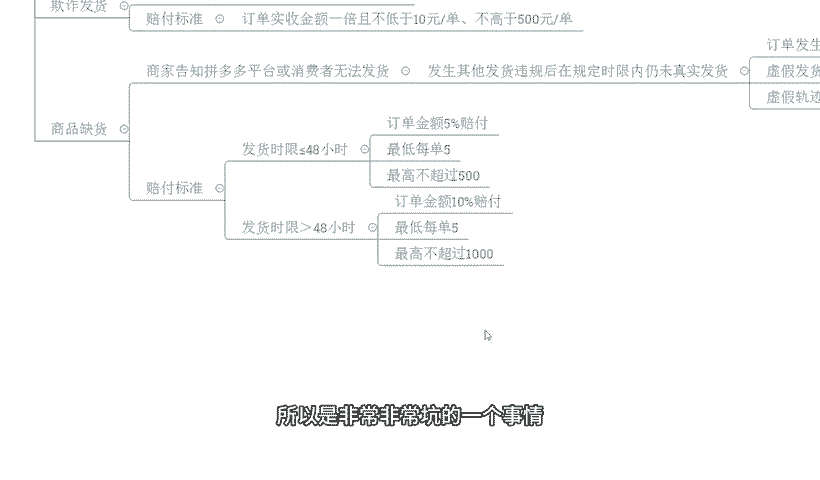 欺诈发货
赔付标准 订单实收金额一倍且不低于10元/单、不高于500元/单
商品缺货
商家告知拼多多平台或消费者无法发货 发生其他发货违规后在规定时限内仍未真实发货
订单发生
虚假发货
虚假轨迹
赔付标准
发货时限≤48小时
订单金额5%赔付
最低每单5
最高不超过500
发货时限>48小时
订单金额10%赔付
最低每单5
最高不超过1000
所以是非常非常坑的一个事情